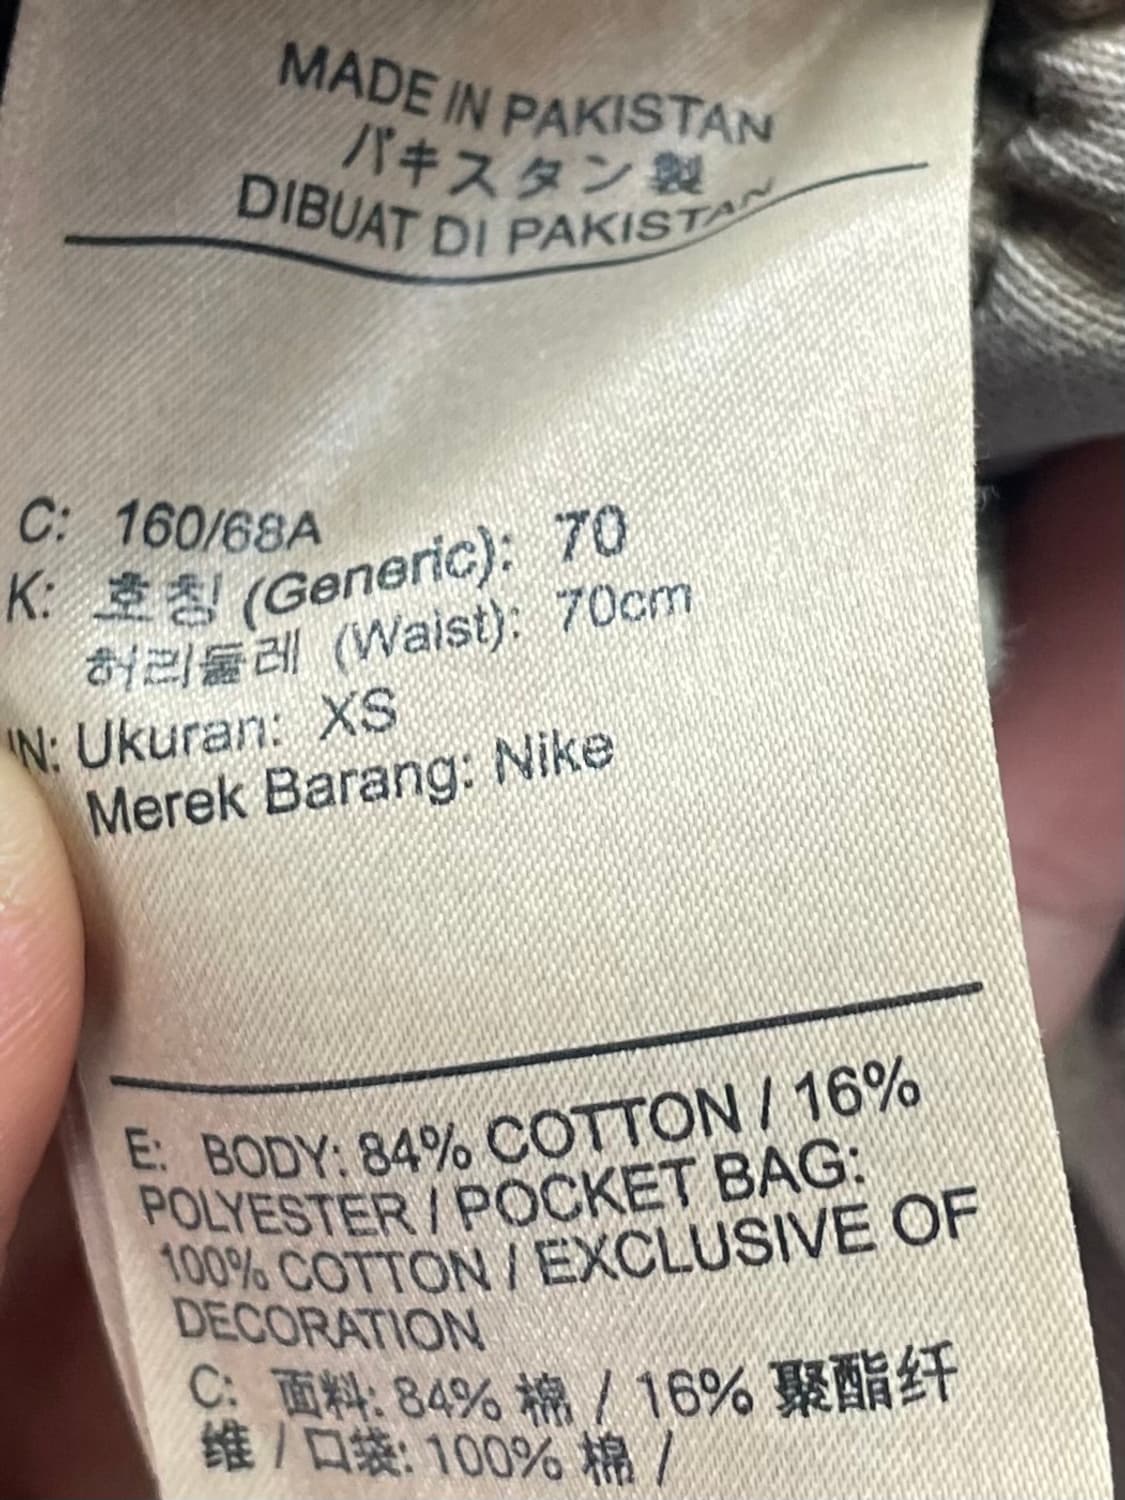 MADE IN PAKISTAN
パキスタン製
DIBUAT DI PAKISTAN
C: 160/68A
K: 호칭 (Generic): 70
허리둘레 (Waist): 70cm
IN: Ukuran: XS
Merek Barang: Nike
E: BODY: 84% COTTON / 16%
POLYESTER / POCKET BAG:
100% COTTON / EXCLUSIVE OF
DECORATION
C: 面料: 84% 棉 / 16% 聚酯纤
维 / 口袋: 100% 棉 /